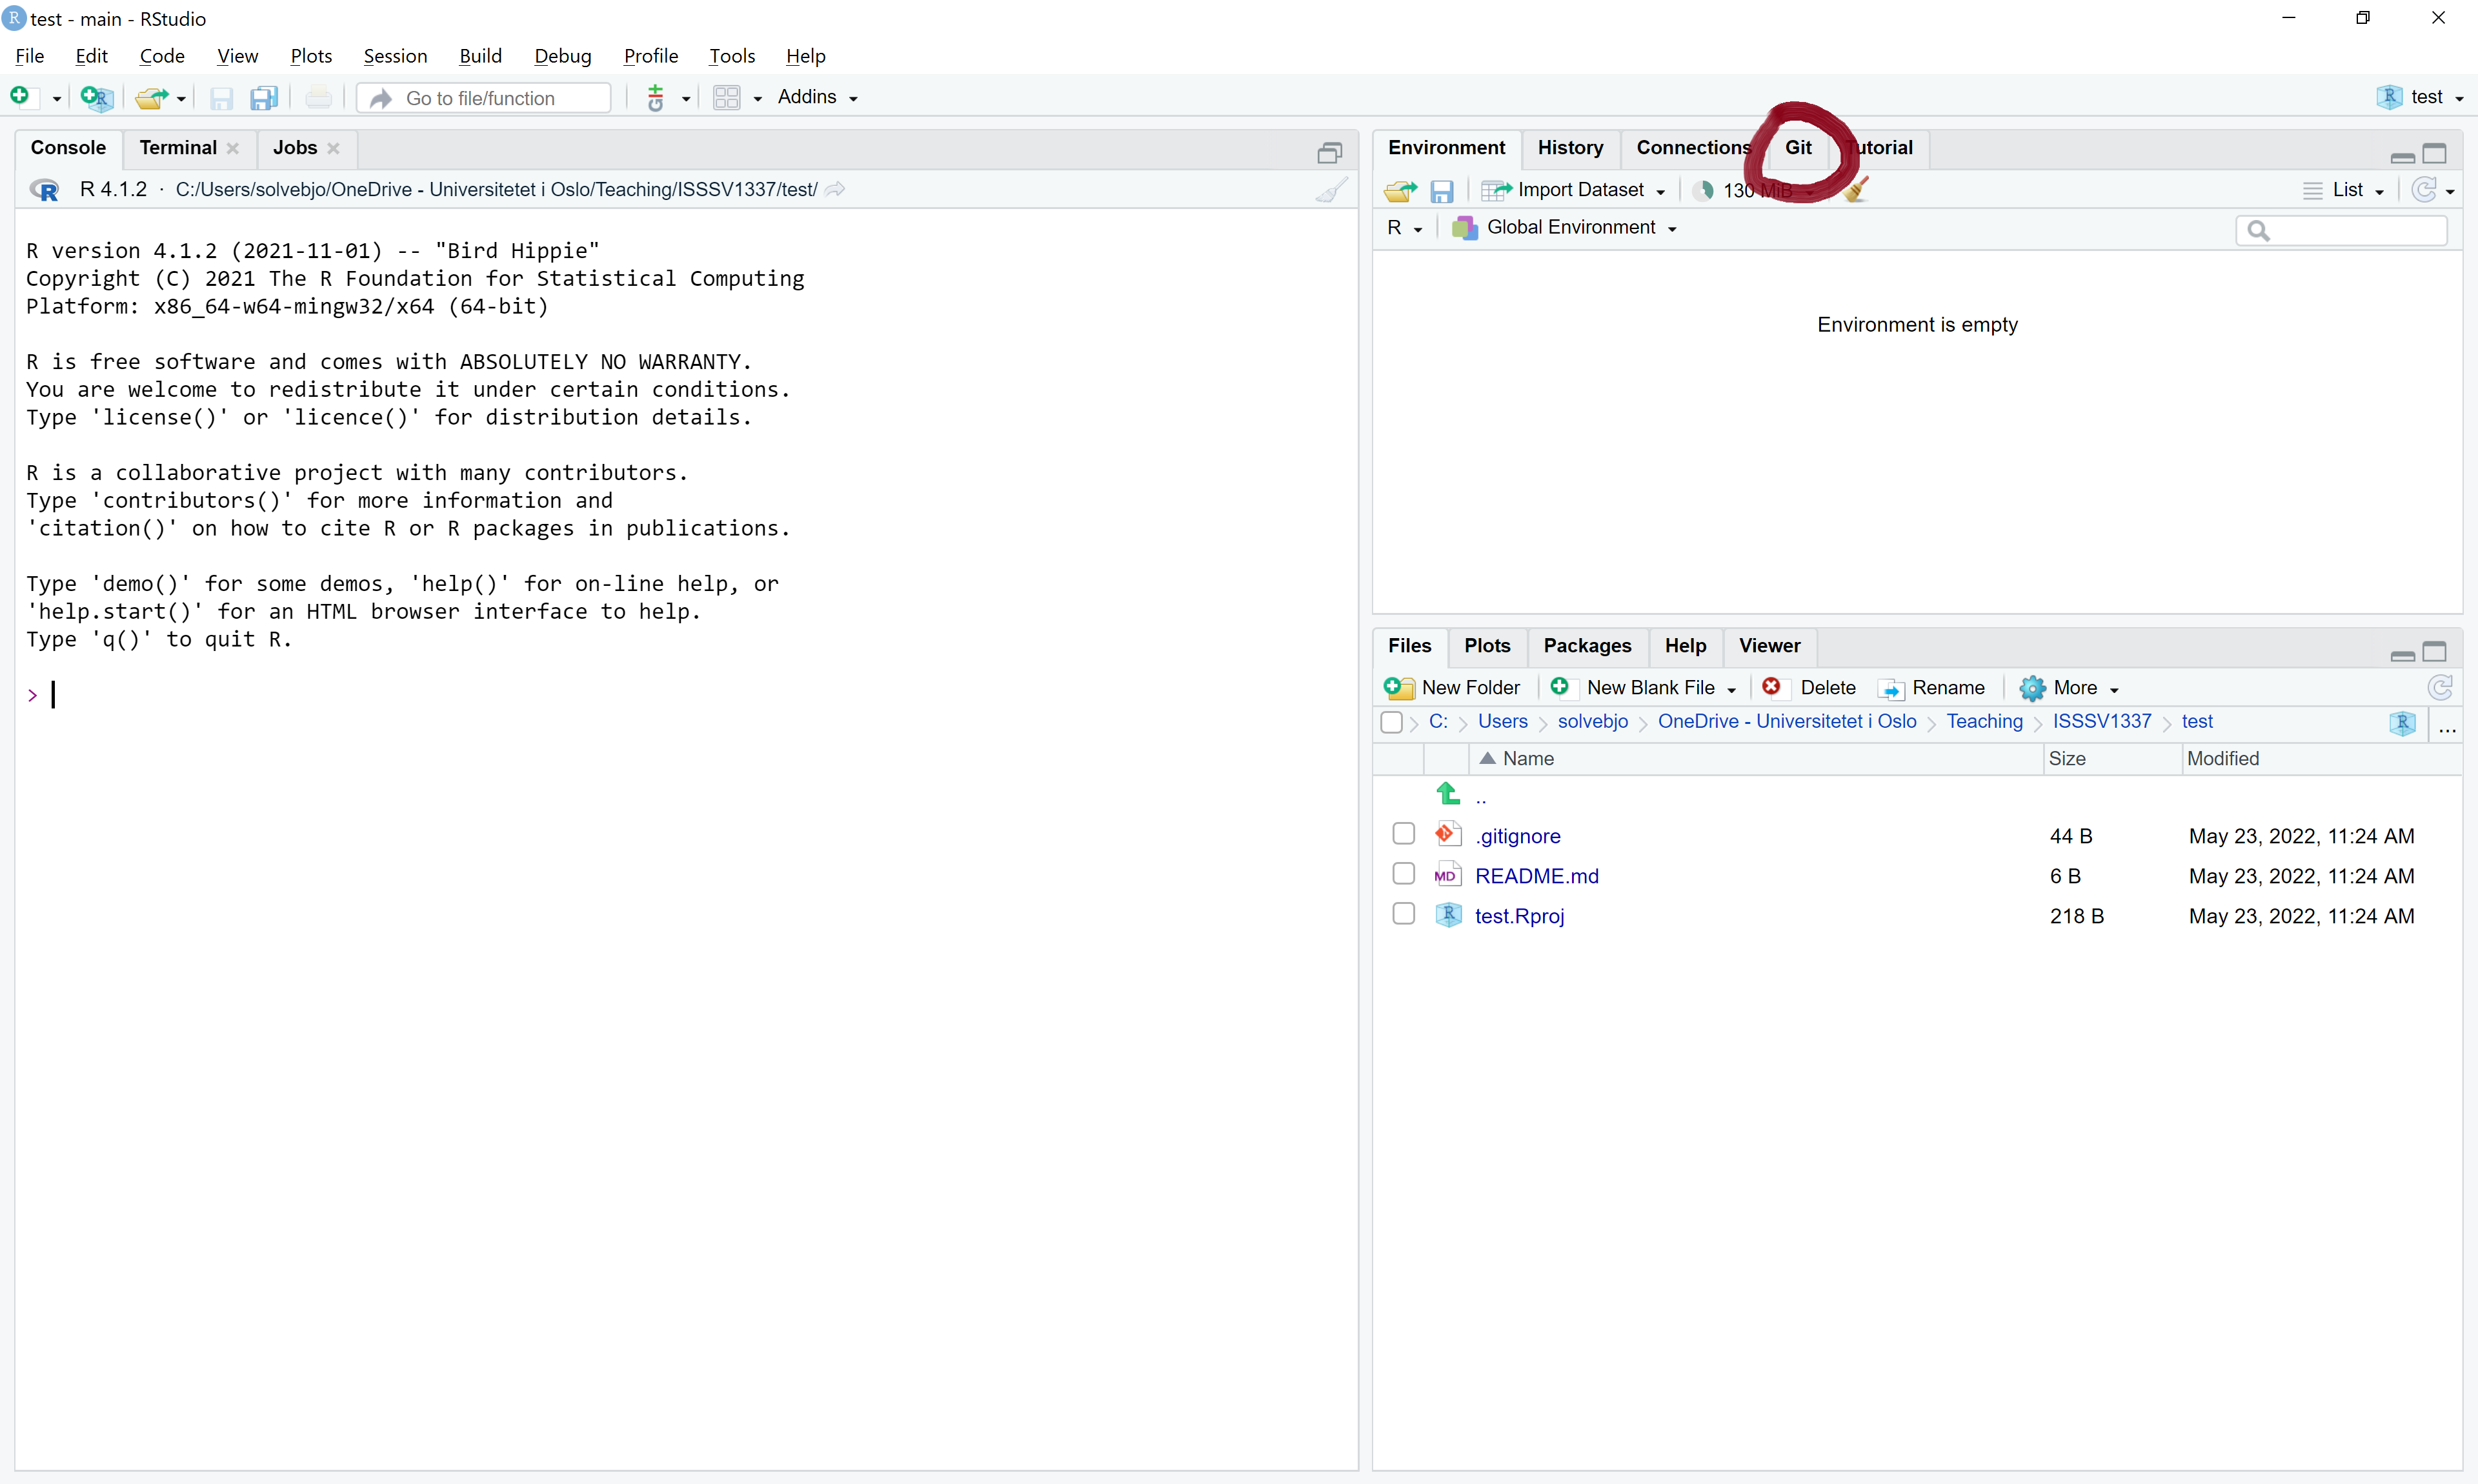 test - main - RStudio
File Edit Code View Plots Session Build Debug Profile Tools Help
Go to file/function Addins test
Console Terminal Jobs
R 4.1.2 · C:/Users/solvebjo/OneDrive - Universitetet i Oslo/Teaching/ISSSV1337/test/
R version 4.1.2 (2021-11-01) -- "Bird Hippie"
Copyright (C) 2021 The R Foundation for Statistical Computing
Platform: x86_64-w64-mingw32/x64 (64-bit)
R is free software and comes with ABSOLUTELY NO WARRANTY.
You are welcome to redistribute it under certain conditions.
Type 'license()' or 'licence()' for distribution details.
R is a collaborative project with many contributors.
Type 'contributors()' for more information and
'citation()' on how to cite R or R packages in publications.
Type 'demo()' for some demos, 'help()' for on-line help, or
'help.start()' for an HTML browser interface to help.
Type 'q()' to quit R.
>
Environment History Connections Git Tutorial
Import Dataset 130 MiB List
R Global Environment
Environment is empty
Files Plots Packages Help Viewer
New Folder New Blank File Delete Rename More
C: Users solvebjo OneDrive - Universitetet i Oslo Teaching ISSSV1337 test ...
Name Size Modified
..
.gitignore 44 B May 23, 2022, 11:24 AM
README.md 6 B May 23, 2022, 11:24 AM
test.Rproj 218 B May 23, 2022, 11:24 AM